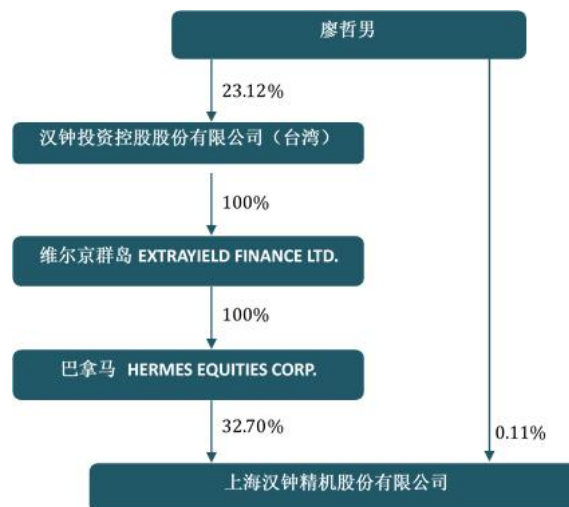 廖哲男
23.12%
汉钟投资控股股份有限公司（台湾）
100%
维尔京群岛 EXTRAYIELD FINANCE LTD.
100%
巴拿马 HERMES EQUITIES CORP.
32.70%
0.11%
上海汉钟精机股份有限公司